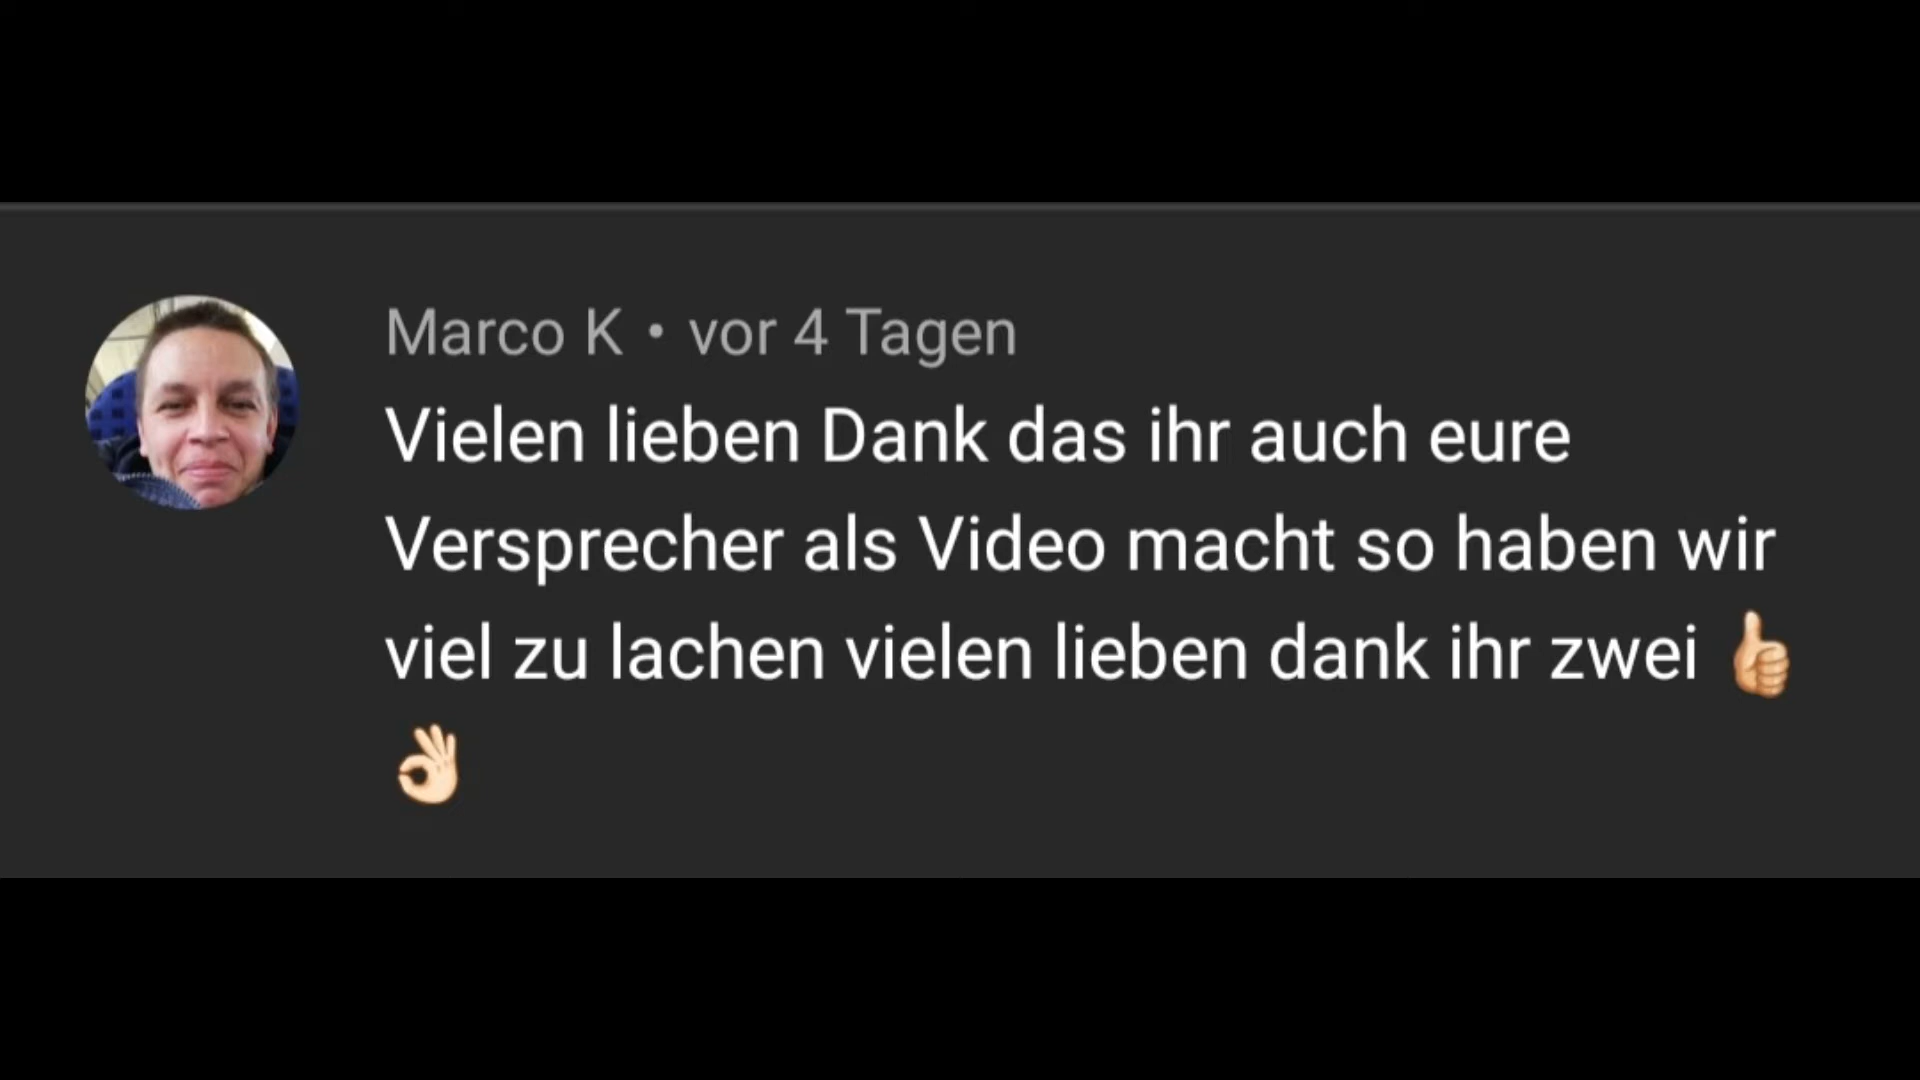 Marco K • vor 4 Tagen
Vielen lieben Dank das ihr auch eure
Versprecher als Video macht so haben wir
viel zu lachen vielen lieben dank ihr zwei 👍🏼
👌🏻